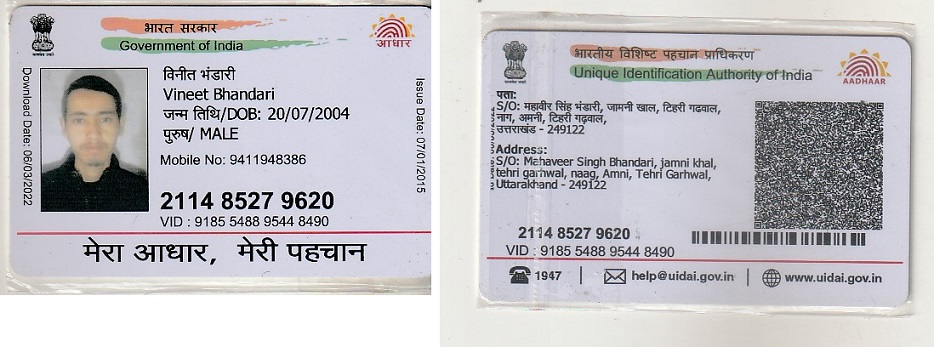 भारत सरकार
Government of India
आधार
Download Date: 06/03/2022
विनीत भंडारी
Vineet Bhandari
जन्म तिथि/DOB: 20/07/2004
पुरुष/ MALE
Mobile No: 9411948386
Issue Date: 07/01/2015
2114 8527 9620
VID : 9185 5488 9544 8490
मेरा आधार, मेरी पहचान
भारतीय विशिष्ट पहचान प्राधिकरण
Unique Identification Authority of India
AADHAAR
पता:
S/O: महावीर सिंह भंडारी, जामनी खाल, टिहरी गढवाल,
नाग, अमनी, टिहरी गढ़वाल,
उत्तराखण्ड - 249122
Address:
S/O: Mahaveer Singh Bhandari, jamni khal,
tehri garhwal, naag, Amni, Tehri Garhwal,
Uttarakhand - 249122
2114 8527 9620
VID : 9185 5488 9544 8490
1947
help@uidai.gov.in
www.uidai.gov.in